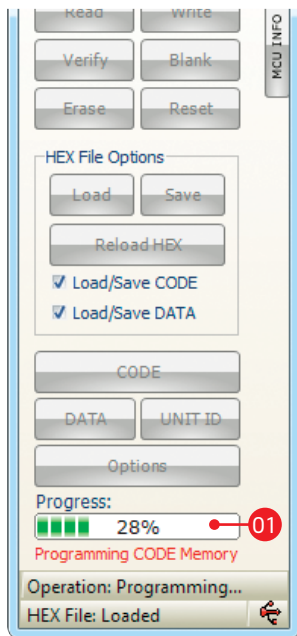 Read Write
MCU INFO
Verify Blank
Erase Reset
HEX File Options
Load Save
Reload HEX
Load/Save CODE
Load/Save DATA
CODE
DATA UNIT ID
Options
Progress:
28%
01
Programming CODE Memory
Operation: Programming...
HEX File: Loaded